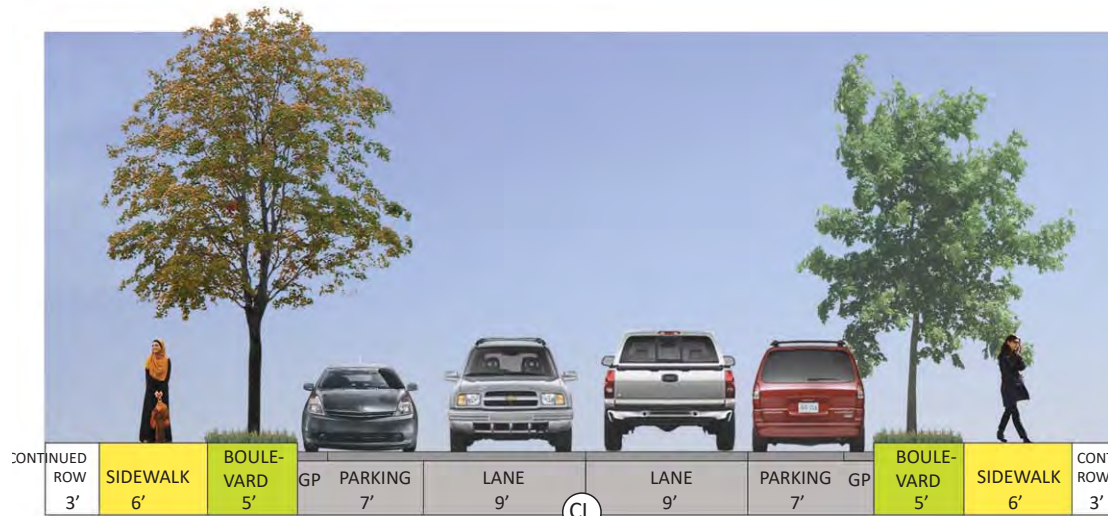 CONTINUED
ROW
3’
SIDEWALK
6’
BOULE-
VARD
5’
GP
PARKING
7’
LANE
9’
CL
LANE
9’
PARKING
7’
GP
BOULE-
VARD
5’
SIDEWALK
6’
CONT
ROW
3’